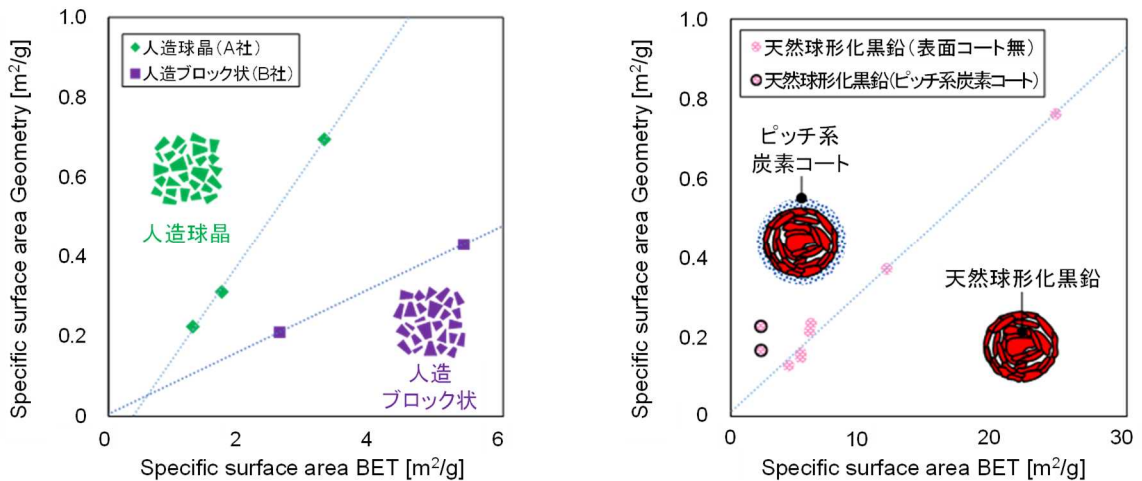 Specific surface area Geometry [m²/g]
1.0
0.8
0.6
0.4
0.2
0
人造球晶(A社)
人造ブロック状(B社)
人造球晶
人造
ブロック状
0
2
4
6
Specific surface area BET [m²/g]
Specific surface area Geometry [m²/g]
1.0
0.8
0.6
0.4
0.2
0
天然球形化黒鉛(表面コート無)
天然球形化黒鉛(ピッチ系炭素コート)
ピッチ系
炭素コート
天然球形化黒鉛
0
10
20
30
Specific surface area BET [m²/g]